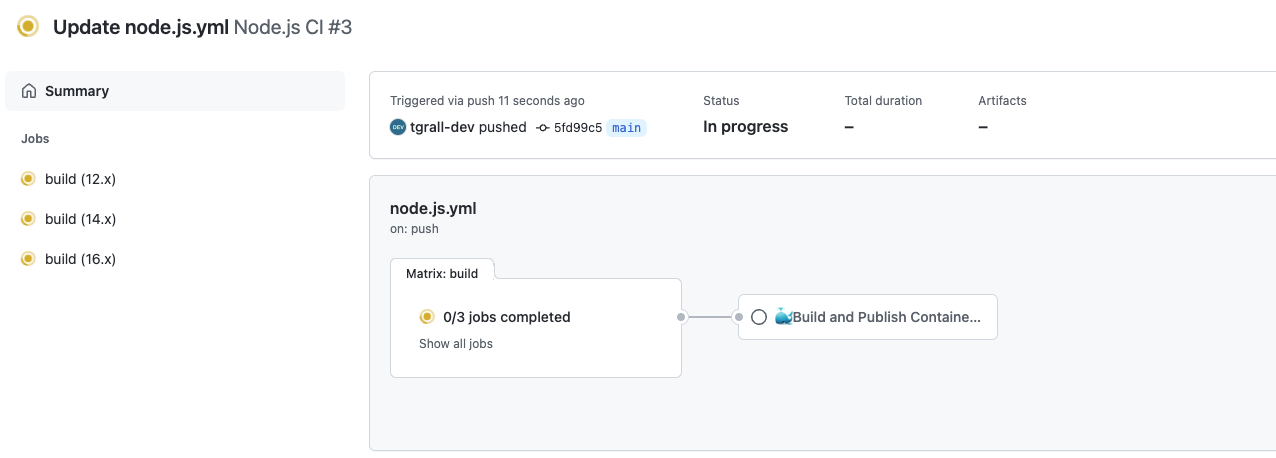 Update node.js.yml Node.js CI #3
Summary
Jobs
build (12.x)
build (14.x)
build (16.x)
Triggered via push 11 seconds ago
DEV tgrall-dev pushed 5fd99c5 main
Status
In progress
Total duration
–
Artifacts
–
node.js.yml
on: push
Matrix: build
0/3 jobs completed
Show all jobs
Build and Publish Containe...